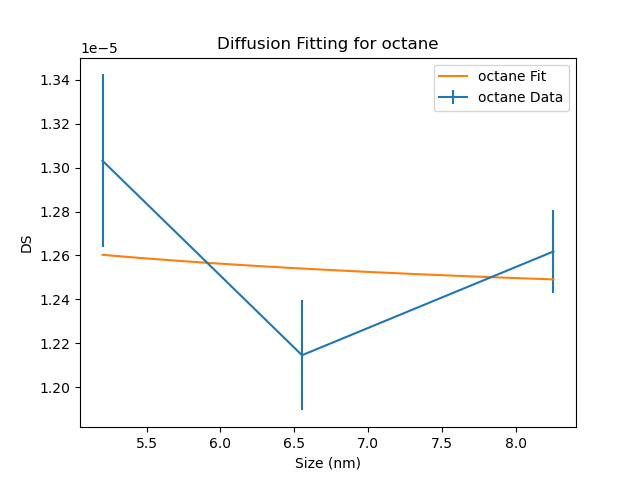 Diffusion Fitting for octane
1e−5
octane Fit
octane Data
1.34
1.32
1.30
1.28
1.26
1.24
1.22
1.20
DS
5.5 6.0 6.5 7.0 7.5 8.0
Size (nm)